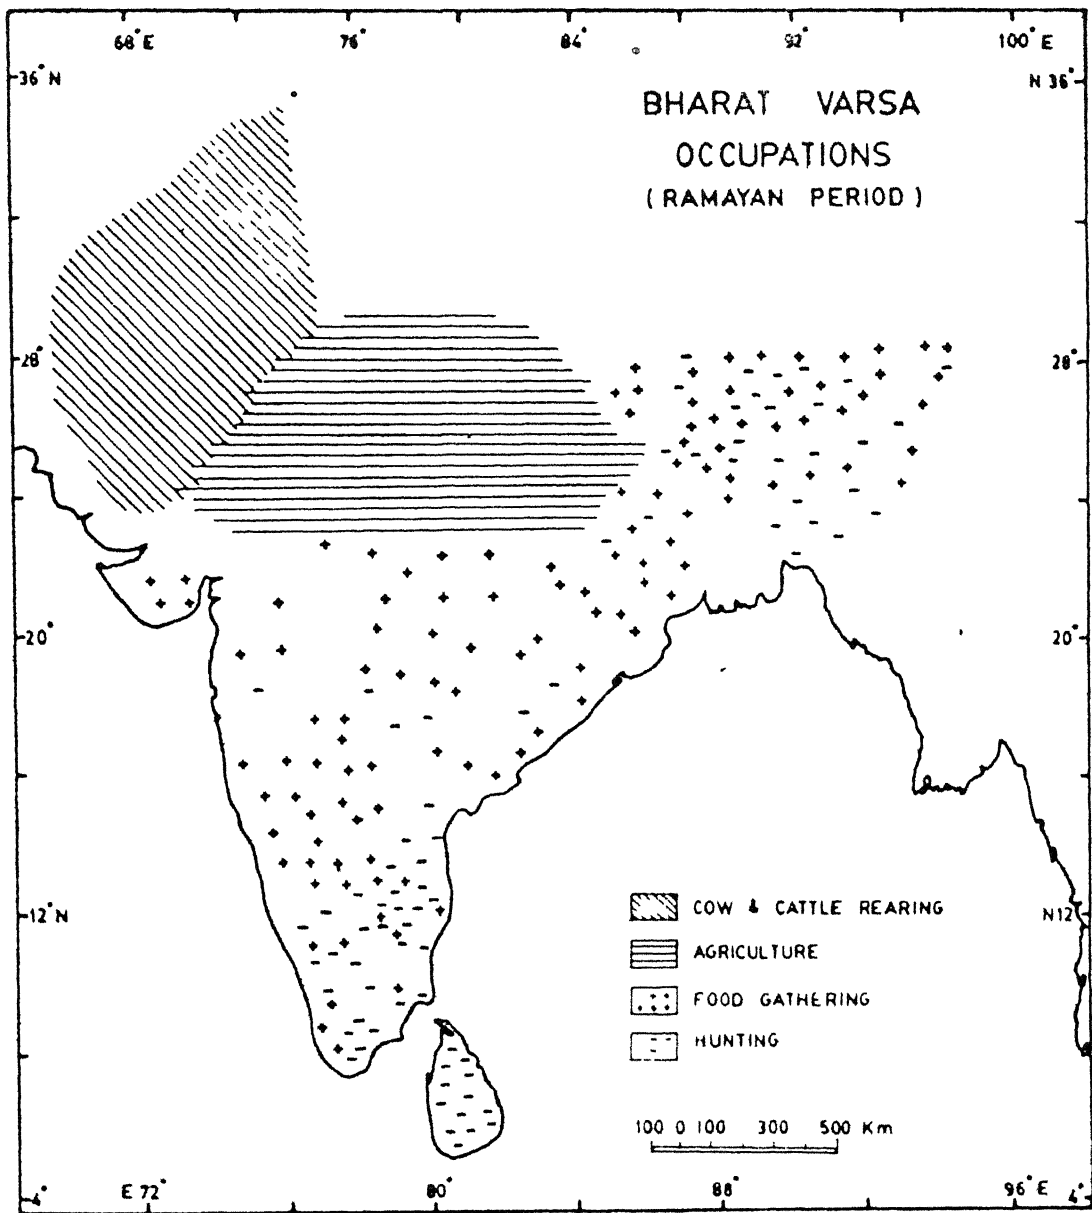 68°E 76° 84° 92° 100°E
36°N N 36°
BHARAT VARSA
OCCUPATIONS
(RAMAYAN PERIOD)
28° 28°
20° 20°
12°N N12°
COW & CATTLE REARING
AGRICULTURE
FOOD GATHERING
HUNTING
100 0 100 300 500 Km
4° E 72° 80° 88° 96°E 4°